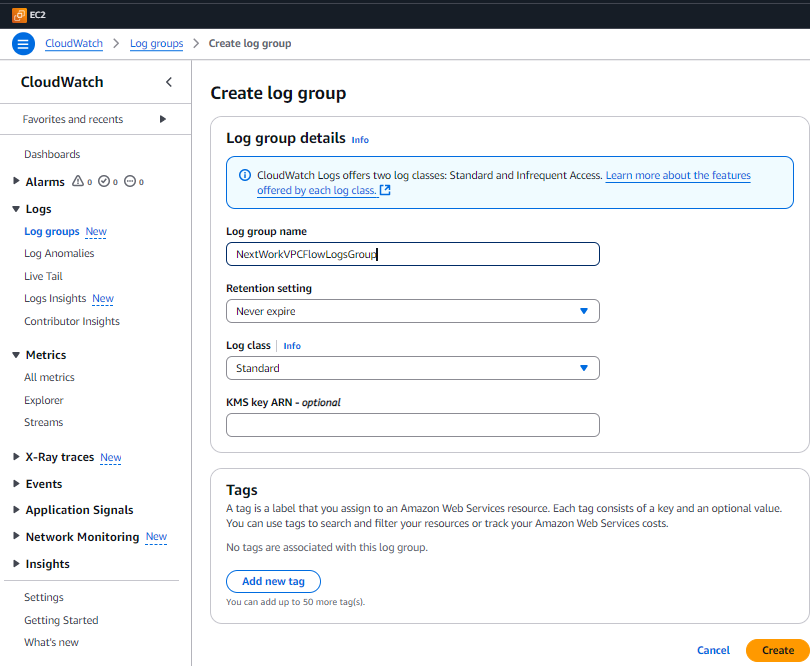 EC2
CloudWatch > Log groups > Create log group
CloudWatch
Favorites and recents
Dashboards
Alarms 0 0 0
Logs
Log groups New
Log Anomalies
Live Tail
Logs Insights New
Contributor Insights
Metrics
All metrics
Explorer
Streams
X-Ray traces New
Events
Application Signals
Network Monitoring New
Insights
Settings
Getting Started
What's new
Create log group
Log group details Info
CloudWatch Logs offers two log classes: Standard and Infrequent Access. Learn more about the features
offered by each log class.
Log group name
NextWorkVPCFlowLogsGroup
Retention setting
Never expire
Log class Info
Standard
KMS key ARN - optional
Tags
A tag is a label that you assign to an Amazon Web Services resource. Each tag consists of a key and an optional value.
You can use tags to search and filter your resources or track your Amazon Web Services costs.
No tags are associated with this log group.
Add new tag
You can add up to 50 more tag(s).
Cancel Create